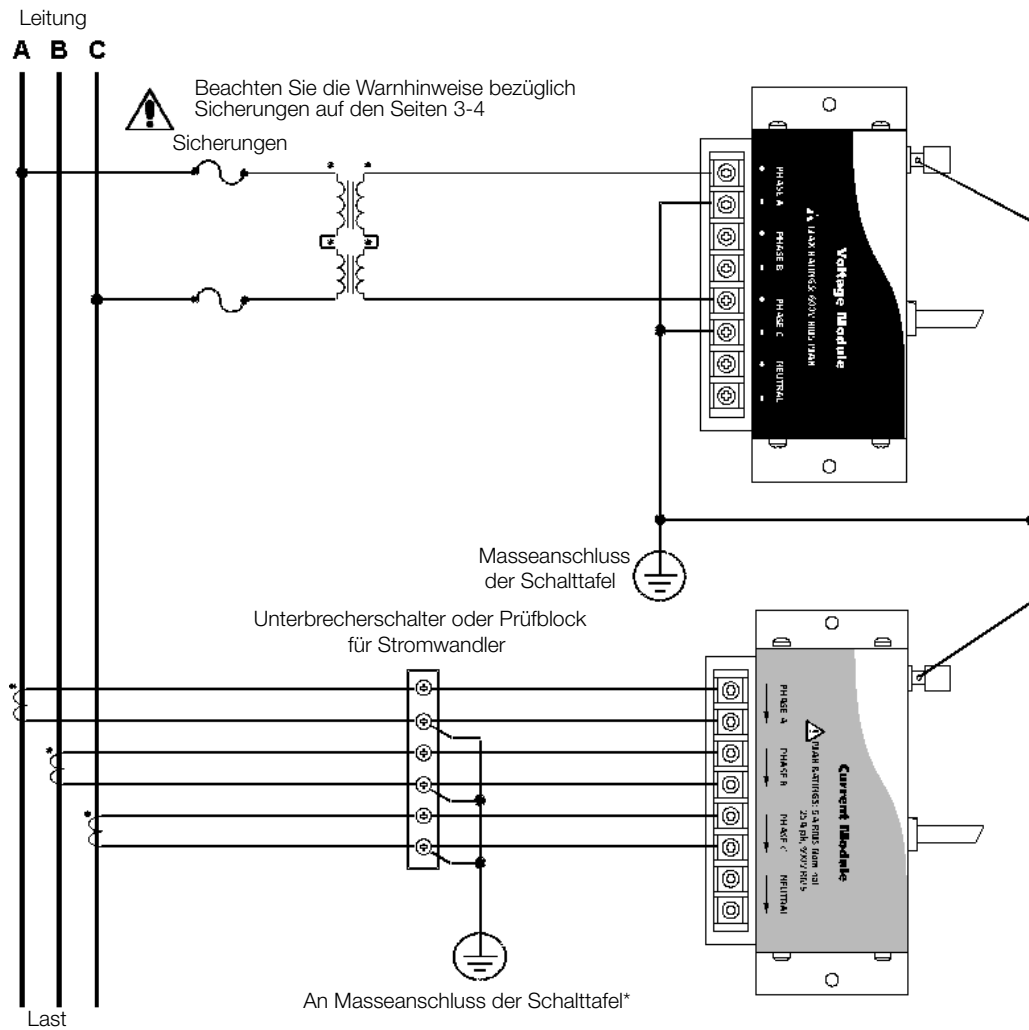 Leitung
A B C
Beachten Sie die Warnhinweise bezüglich
Sicherungen auf den Seiten 3-4
Sicherungen
PHASE A
PHASE B
PHASE C
NEUTRAL
Voltage Module
Masseanschluss
der Schalttafel
Unterbrecherschalter oder Prüfblock
für Stromwandler
PHASE A
PHASE B
PHASE C
NEUTRAL
Current Module
An Masseanschluss der Schalttafel*
Last